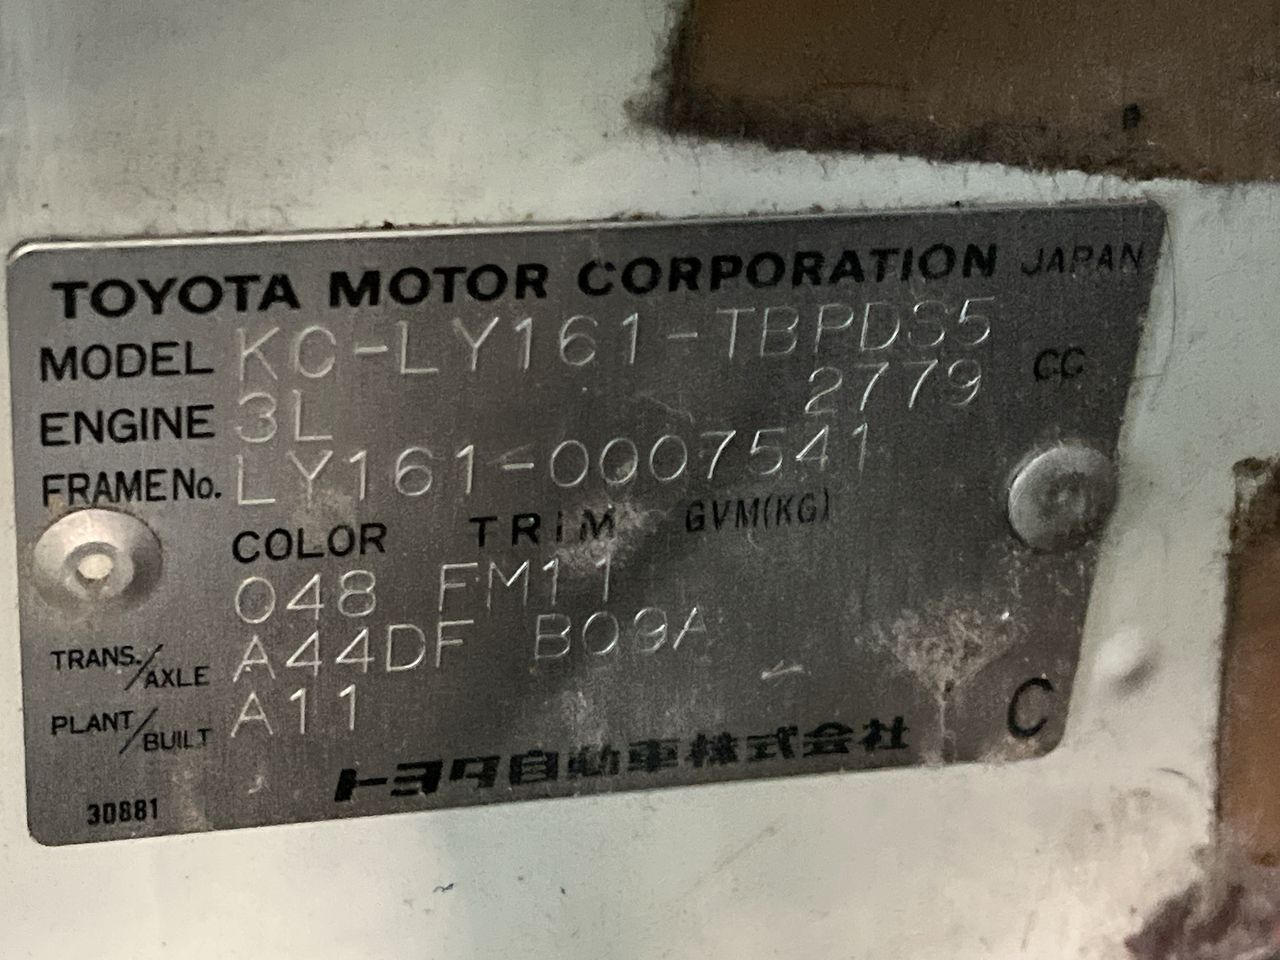 TOYOTA MOTOR CORPORATION JAPAN
MODEL KC-LY161-TBPDS5
ENGINE 3L 2779 CC
FRAME No. LY161-0007541
COLOR TRIM GVM(KG)
048 FM11
TRANS./AXLE A44DF B09A
PLANT/BUILT A11
トヨタ自動車株式会社 C
30881